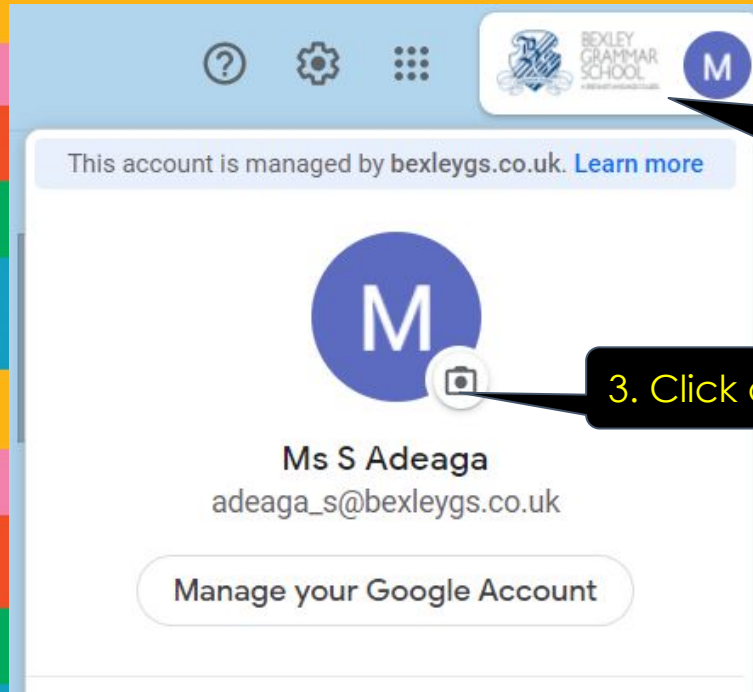 BEXLEY
GRAMMAR
SCHOOL
M
This account is managed by bexleygs.co.uk. Learn more
M
3. Click
Ms S Adeaga
adeaga_s@bexleygs.co.uk
Manage your Google Account